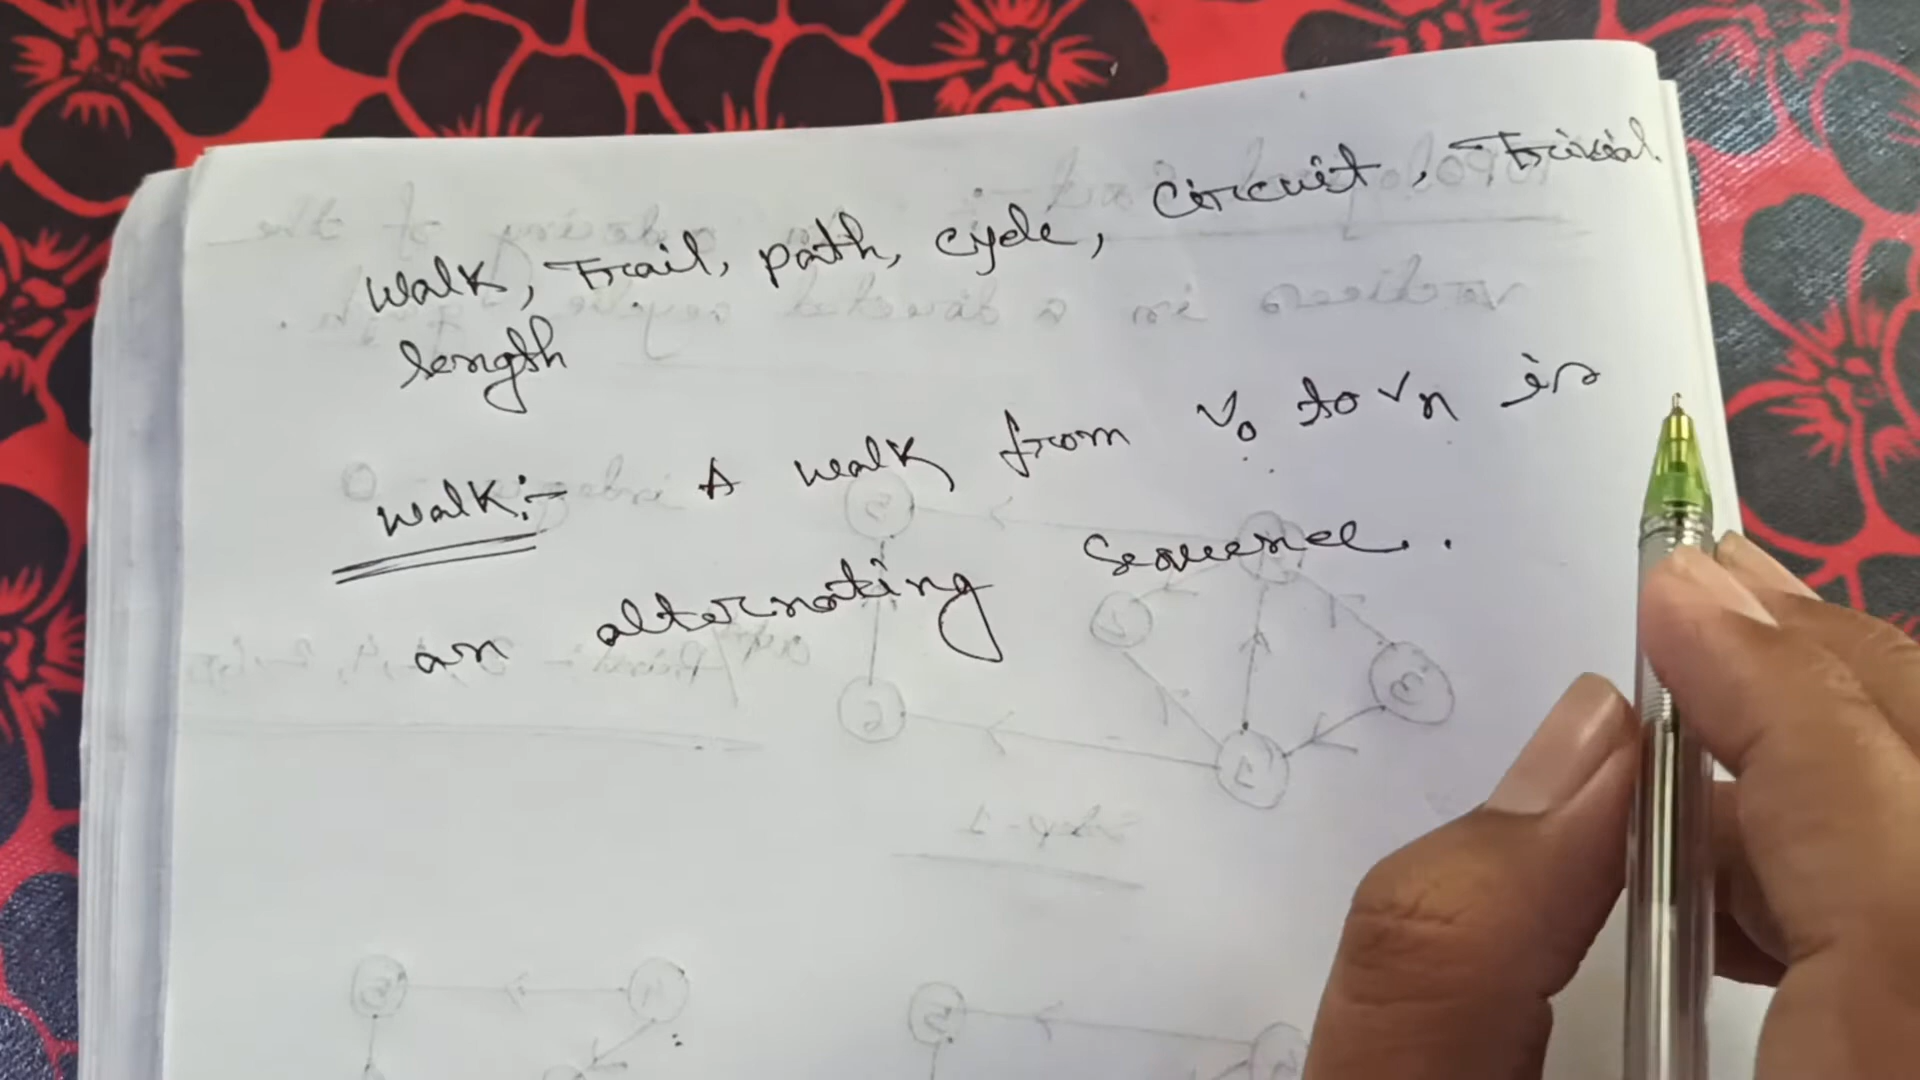 Walk, Trail, path, cycle, circuit, Trivial
length
Walk:- A walk from v₀ to vₙ is
an alternating sequence.